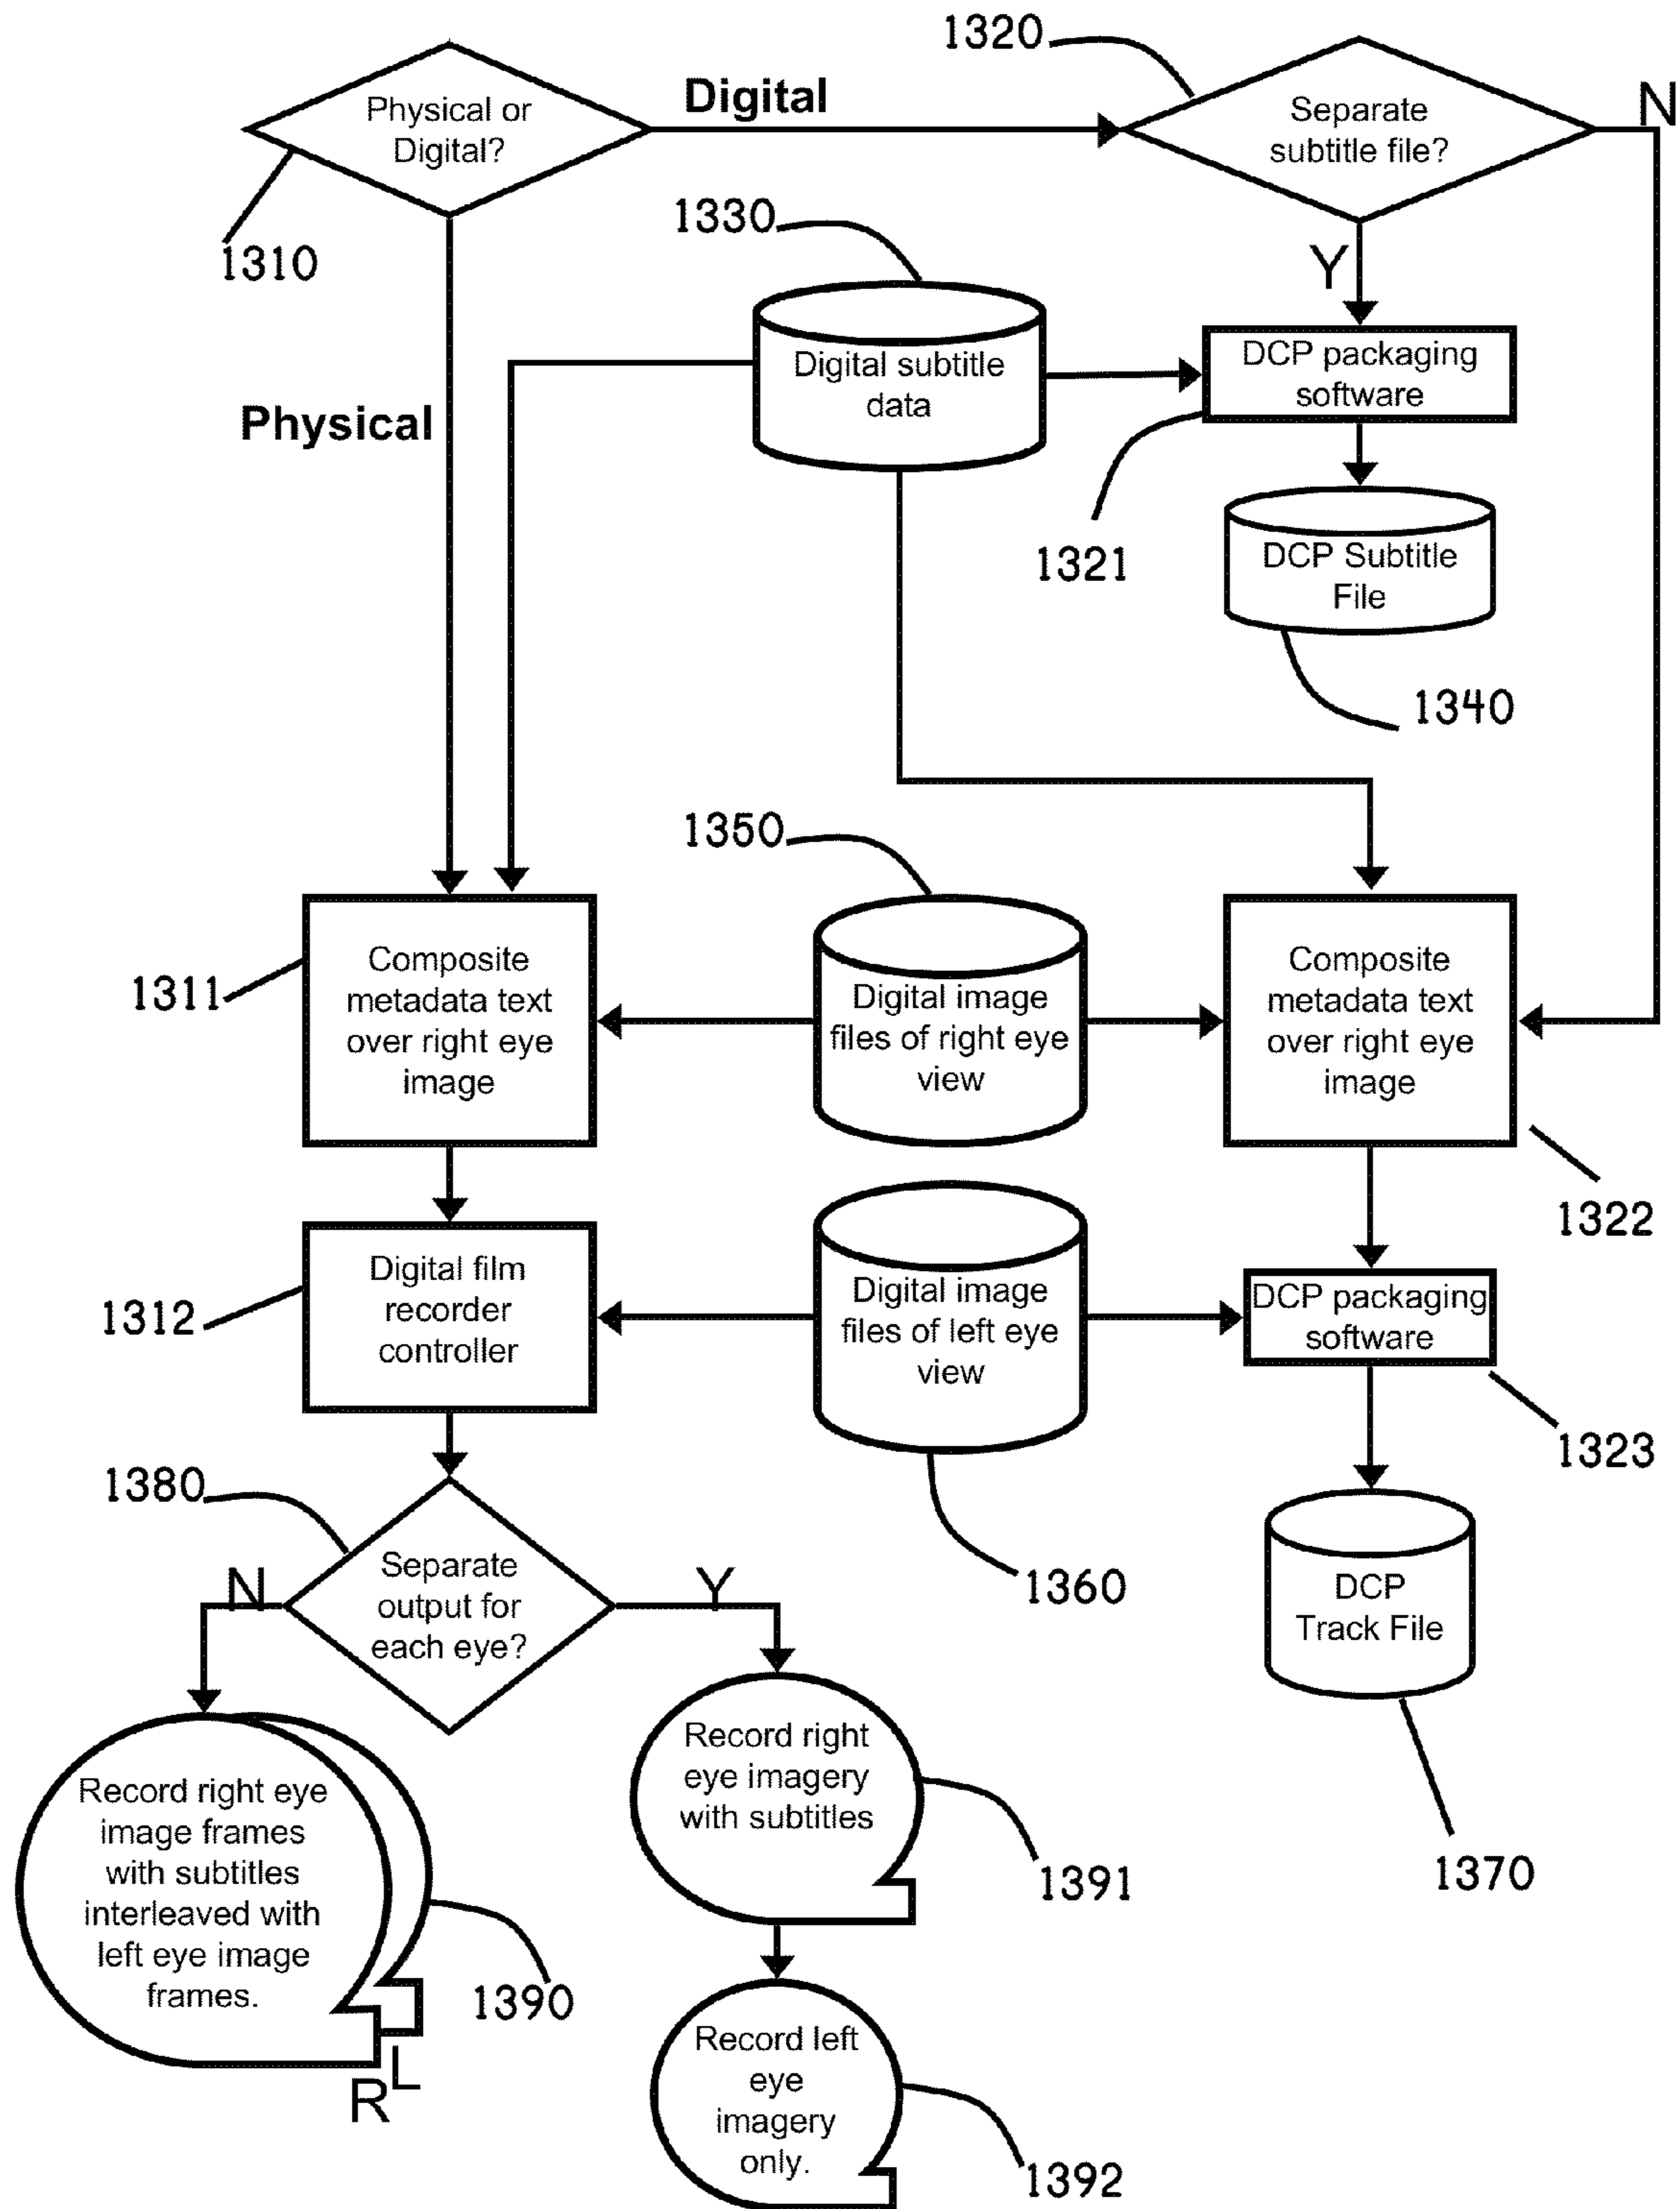 1320
Physical or
Digital?
Digital
Separate
subtitle file?
N
1310
1330
Y
Digital subtitle
data
DCP packaging
software
Physical
1321
DCP Subtitle
File
1340
1350
1311
Composite
metadata text
over right eye
image
Digital image
files of right eye
view
Composite
metadata text
over right eye
image
1322
1312
Digital film
recorder
controller
Digital image
files of left eye
view
DCP packaging
software
1323
1380
N
Separate
output for
each eye?
Y
1360
DCP
Track File
1370
Record right eye
image frames
with subtitles
interleaved with
left eye image
frames.
R
L
1390
Record right
eye imagery
with subtitles
1391
Record left
eye
imagery
only.
1392